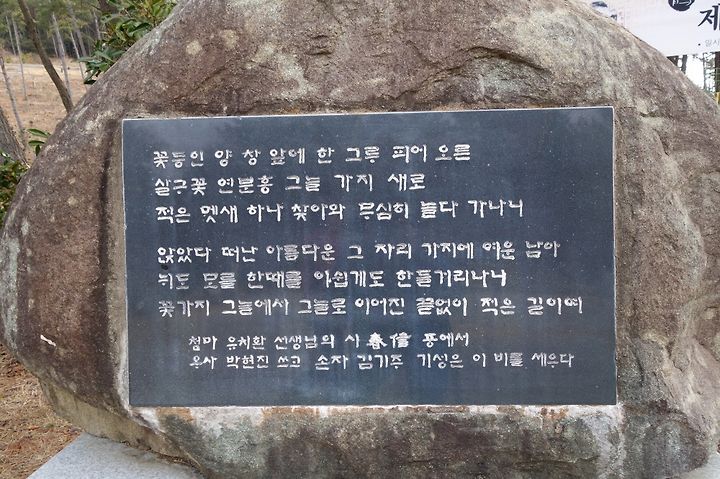 제
꽃등인 양 창 앞에 한 그루 피어 오른
살구꽃 연분홍 그늘 가지 새로
적은 멧새 하나 찾아와 무심히 놀다 가나니
앉았다 떠난 아름다운 그 자리 가지에 여운 남아
뉘도 모를 한때를 아쉽게도 한들거리나니
꽃가지 그늘에서 그늘로 이어진 끝없이 적은 길이여
청마 유치환 선생님의 시 春信 중에서
우사 박현진 쓰고 손자 김기주 기성은 이 비를 세우다